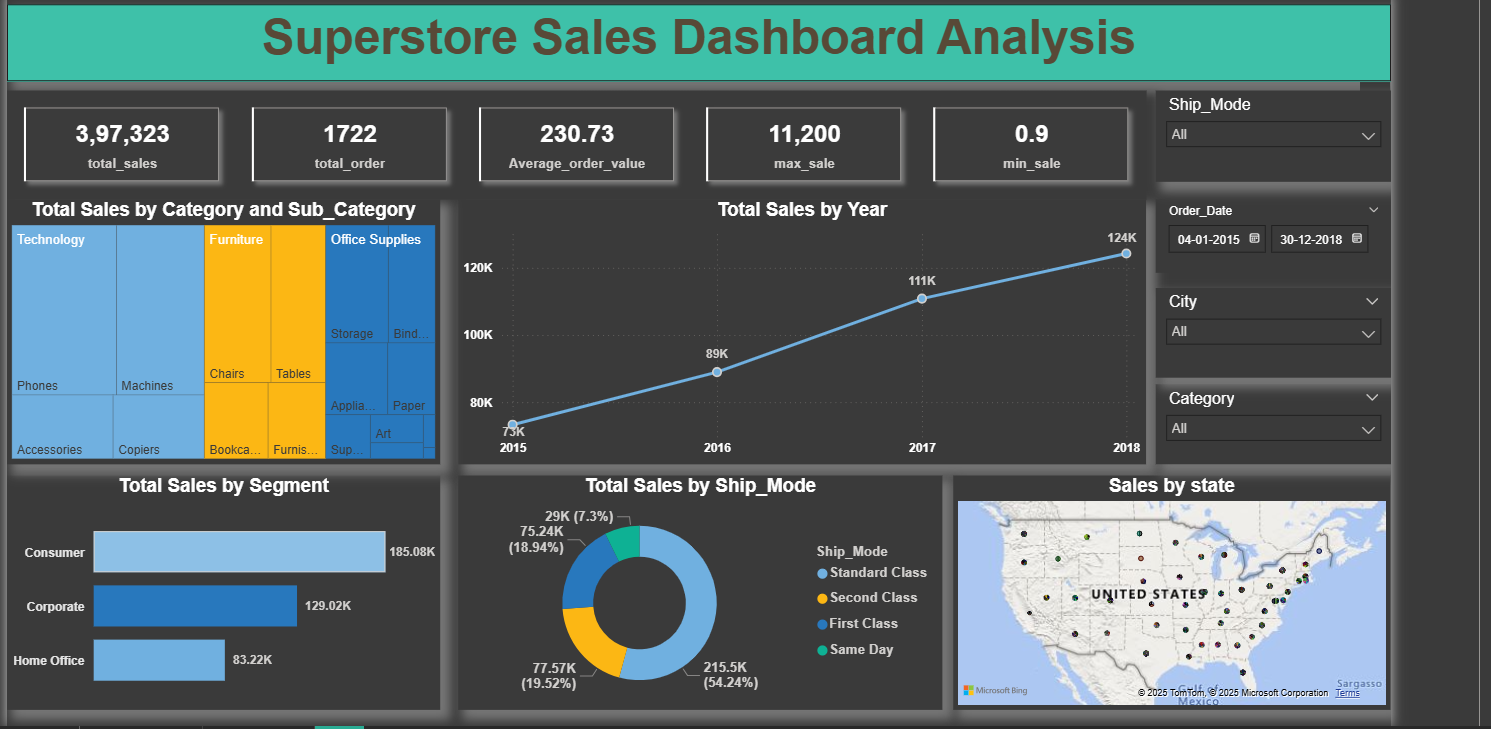 Superstore Sales Dashboard Analysis
3,97,323
total_sales
1722
total_order
230.73
Average_order_value
11,200
max_sale
0.9
min_sale
Ship_Mode
All
Order_Date
04-01-2015
30-12-2018
City
All
Category
All
Total Sales by Category and Sub_Category
Technology
Furniture
Office Supplies
Phones
Machines
Accessories
Copiers
Chairs
Tables
Bookca...
Furnis...
Storage
Bind...
Applia...
Paper
Sup...
Art
Total Sales by Year
120K
100K
80K
73K
89K
111K
124K
2015
2016
2017
2018
Total Sales by Segment
Consumer
185.08K
Corporate
129.02K
Home Office
83.22K
Total Sales by Ship_Mode
29K (7.3%)
75.24K
(18.94%)
77.57K
(19.52%)
215.5K
(54.24%)
Ship_Mode
Standard Class
Second Class
First Class
Same Day
Sales by state
UNITED STATES
Gulf of
Mexico
Sargasso
Microsoft Bing
© 2025 TomTom, © 2025 Microsoft Corporation Terms